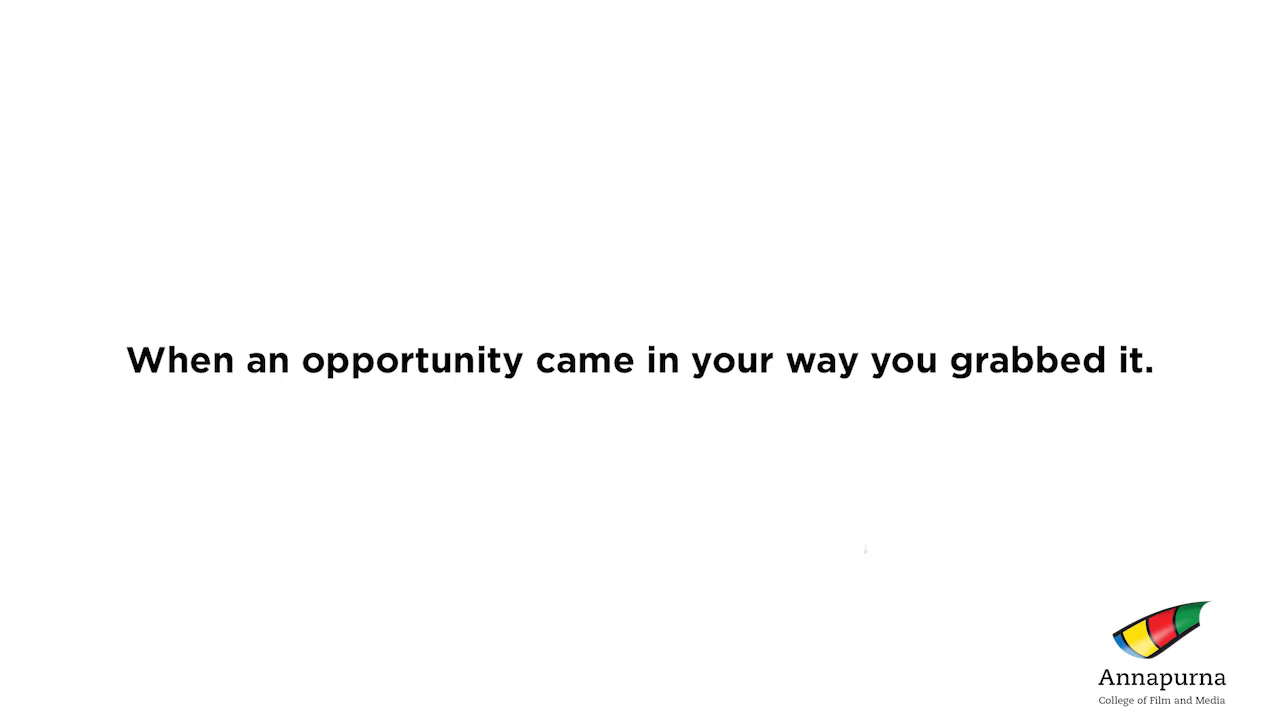 When an opportunity came in your way you grabbed it.
Annapurna
College of Film and Media